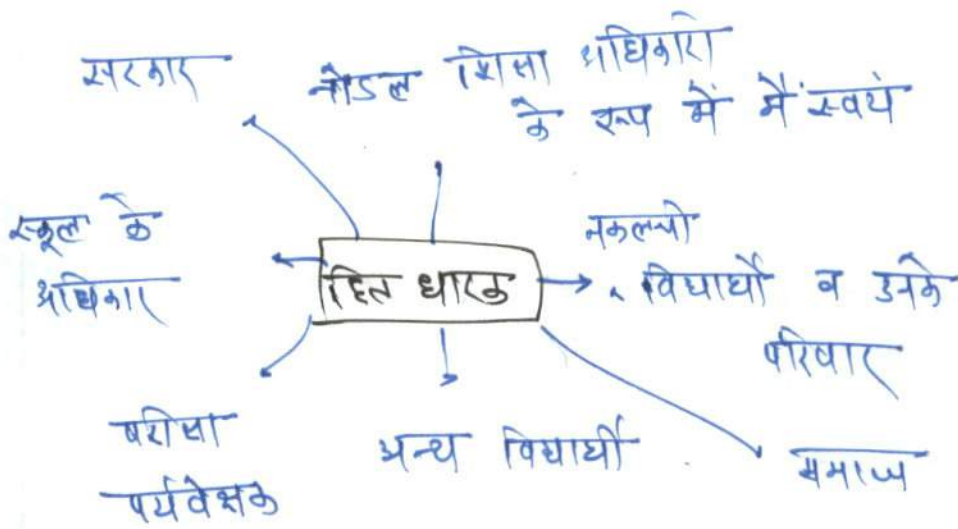 सरकार
नोडल शिक्षा अधिकारी
के रूप में मैं स्वयं
स्कूल के
अधिकार
हित धारक
नकलची
विद्यार्थी व उनके
परिवार
परीक्षा
पर्यवेक्षक
अन्य विद्यार्थी
समाज